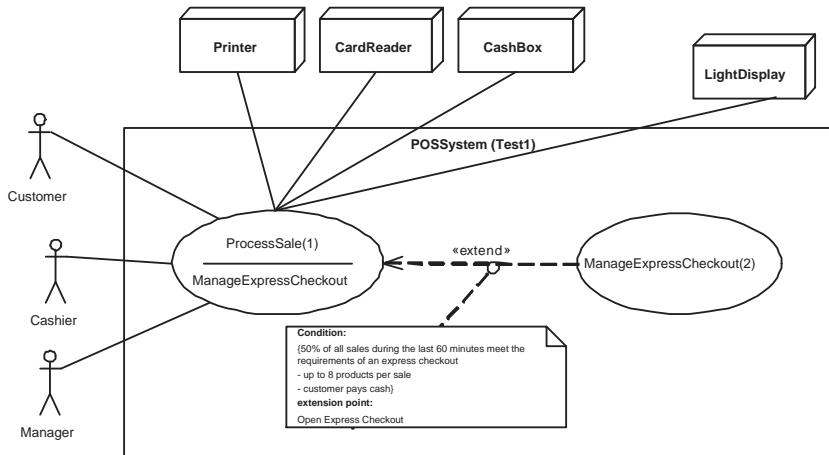 Printer
CardReader
CashBox
LightDisplay
POSSystem (Test1)
Customer
ProcessSale(1)
ManageExpressCheckout
«extend»
ManageExpressCheckout(2)
Cashier
Manager
Condition:
{50% of all sales during the last 60 minutes meet the
requirements of an express checkout
- up to 8 products per sale
- customer pays cash}
extension point:
Open Express Checkout